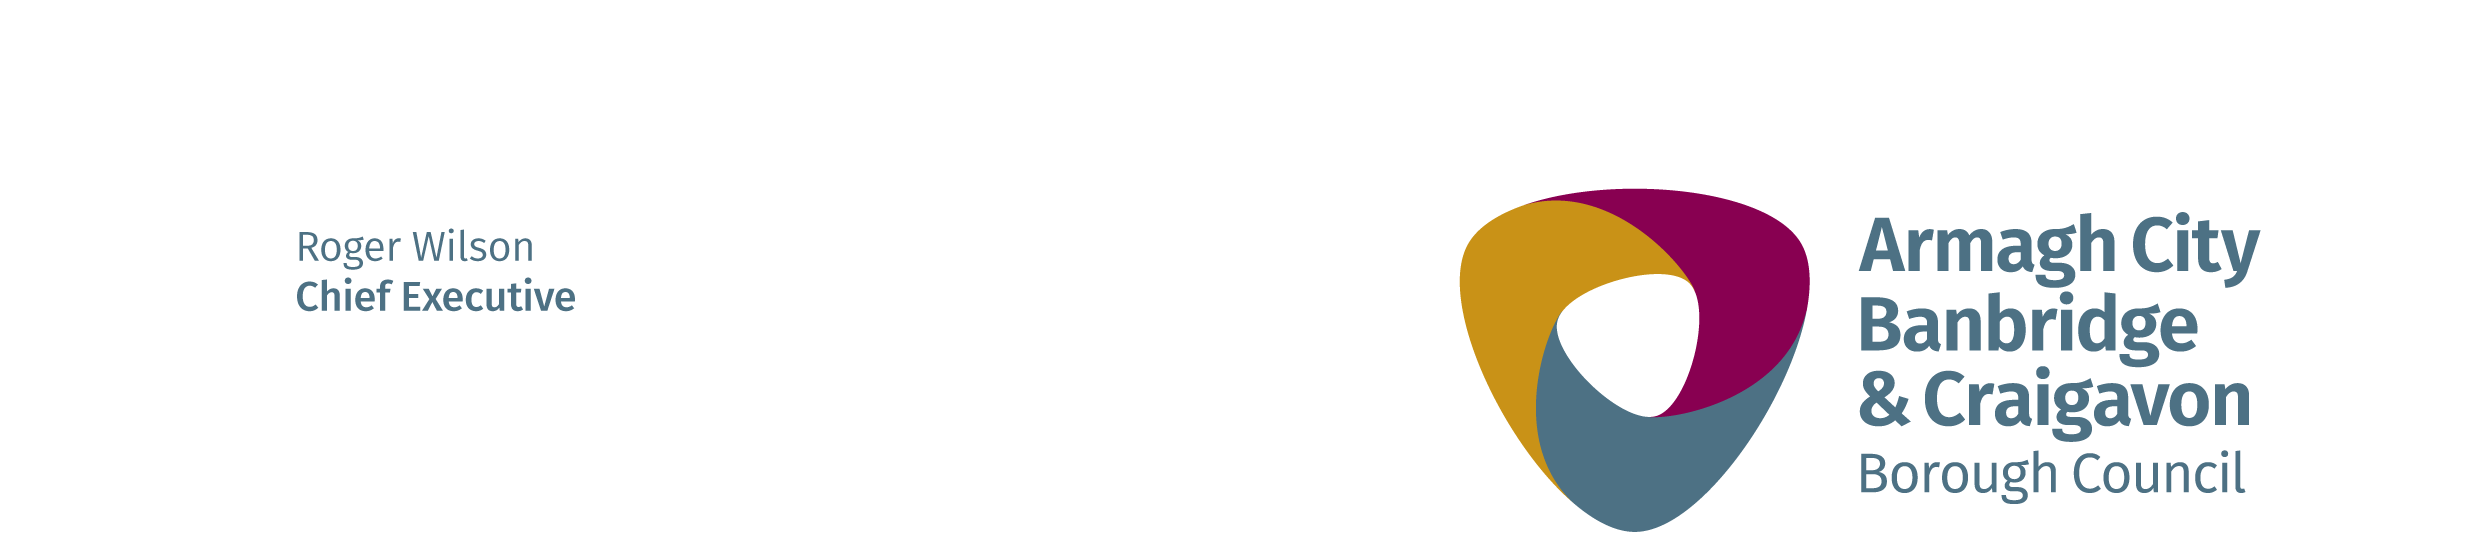 Roger Wilson
Chief Executive
Armagh City
Banbridge
& Craigavon
Borough Council